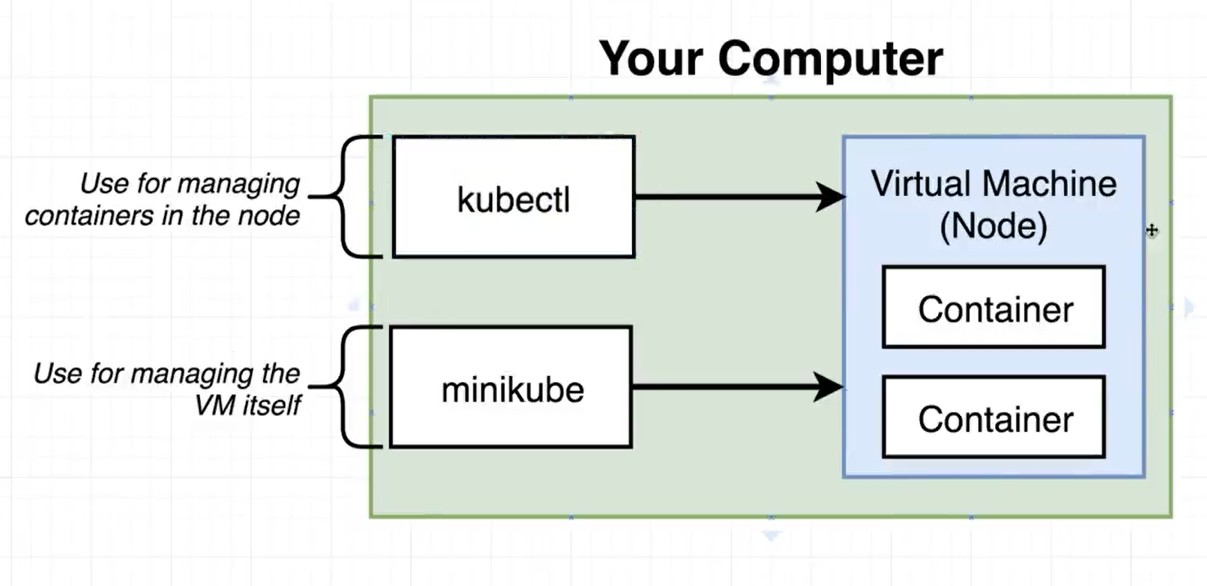 Your Computer
Use for managing
containers in the node
kubectl
Virtual Machine
(Node)
Container
Use for managing the
VM itself
minikube
Container